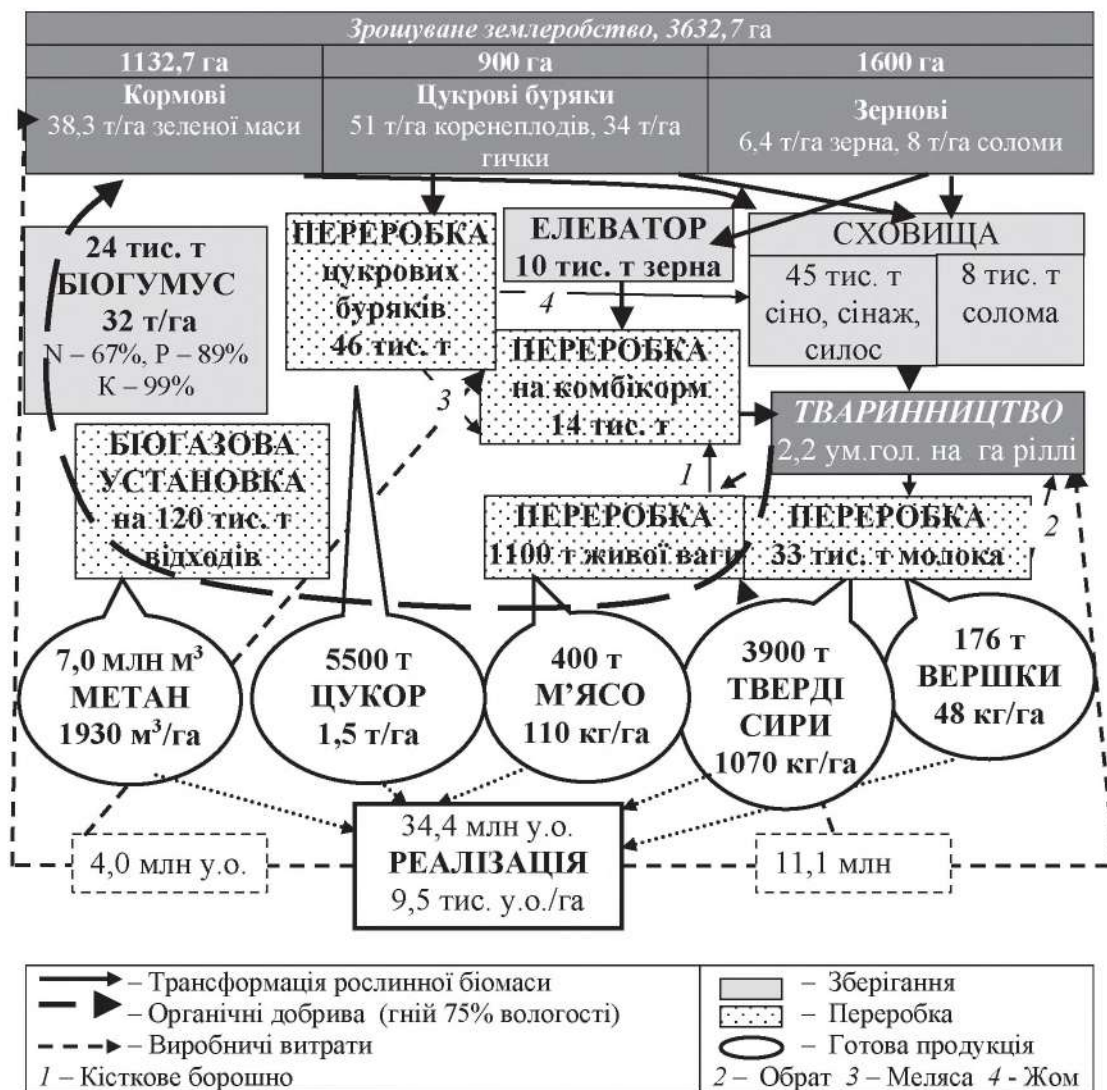 Зрошуване землеробство, 3632,7 га
1132,7 га
900 га
1600 га
Кормові
38,3 т/га зеленої маси
Цукрові буряки
51 т/га коренеплодів, 34 т/га
гички
Зернові
6,4 т/га зерна, 8 т/га соломи
24 тис. т
БІОГУМУС
32 т/га
N – 67%, P – 89%
K – 99%
ПЕРЕРОБКА
цукрових
буряків
46 тис. т
ЕЛЕВАТОР
10 тис. т зерна
СХОВИЩА
45 тис. т
сіно, сінаж,
силос
8 тис. т
солома
4
3
ПЕРЕРОБКА
на комбікорм
14 тис. т
ТВАРИННИЦТВО
2,2 ум.гол. на га ріллі
БІОГАЗОВА
УСТАНОВКА
на 120 тис. т
відходів
1
2
ПЕРЕРОБКА
1100 т живої ваги
ПЕРЕРОБКА
33 тис. т молока
7,0 млн м³
МЕТАН
1930 м³/га
5500 т
ЦУКОР
1,5 т/га
400 т
М’ЯСО
110 кг/га
3900 т
ТВЕРДІ
СИРИ
1070 кг/га
176 т
ВЕРШКИ
48 кг/га
4,0 млн у.о.
34,4 млн у.о.
РЕАЛІЗАЦІЯ
9,5 тис. у.о./га
11,1 млн
– Трансформація рослинної біомаси
– Органічні добрива (гній 75% вологості)
– Виробничі витрати
1 – Кісткове борошно
– Зберігання
– Переробка
– Готова продукція
2 – Обрат 3 – Меляса 4 - Жом